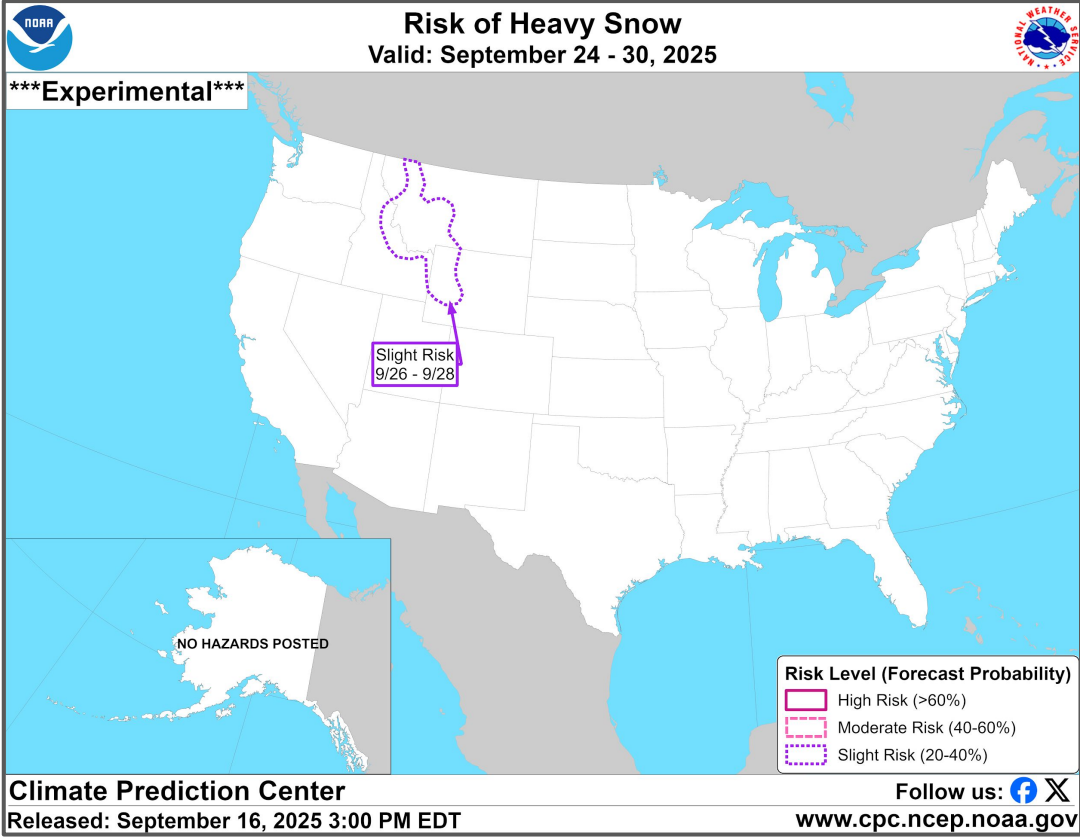 NOAA
Risk of Heavy Snow
Valid: September 24 - 30, 2025
NATIONAL WEATHER SERVICE
***Experimental***
Slight Risk
9/26 - 9/28
NO HAZARDS POSTED
Risk Level (Forecast Probability)
High Risk (>60%)
Moderate Risk (40-60%)
Slight Risk (20-40%)
Climate Prediction Center
Follow us:
Released: September 16, 2025 3:00 PM EDT
www.cpc.ncep.noaa.gov